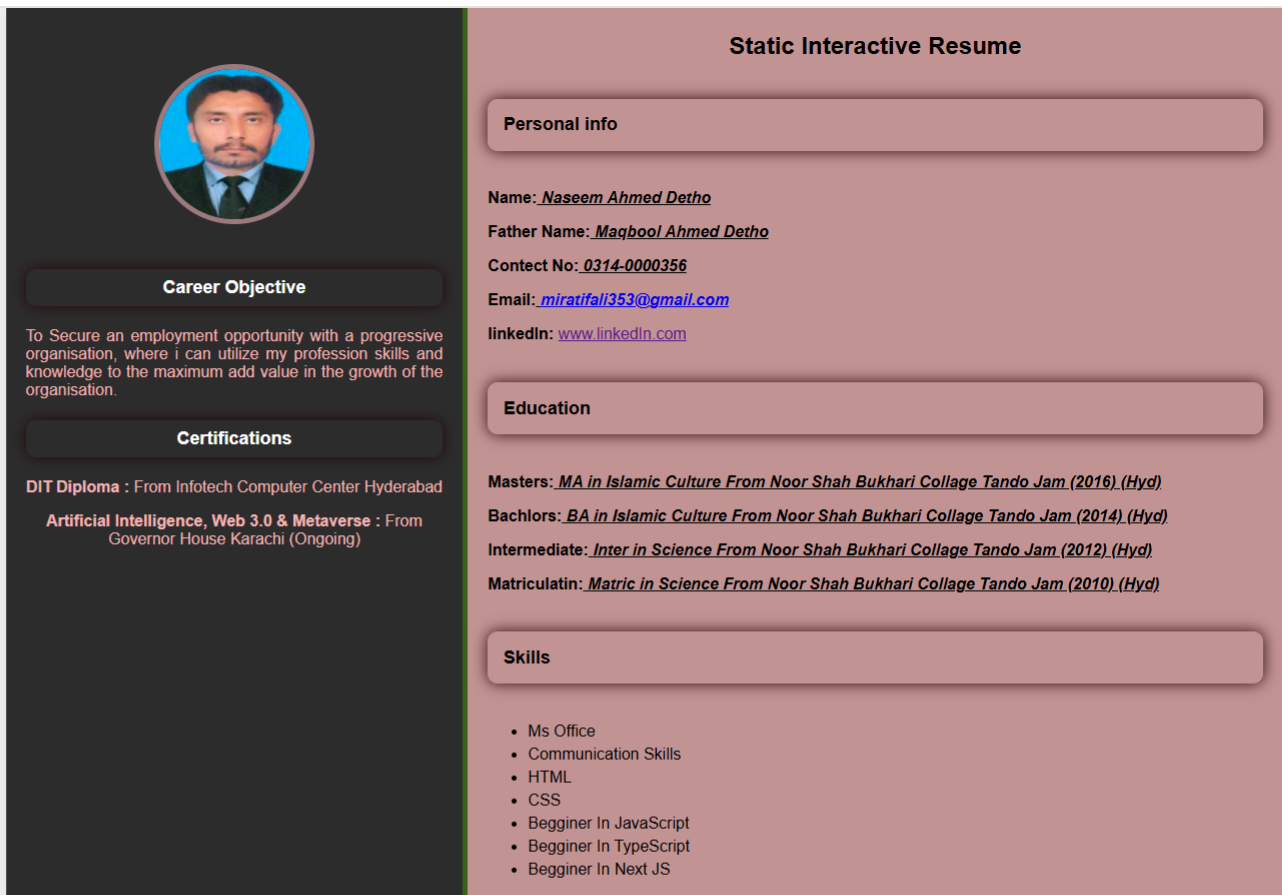 Static Interactive Resume
Career Objective
To Secure an employment opportunity with a progressive
organisation, where i can utilize my profession skills and
knowledge to the maximum add value in the growth of the
organisation.
Certifications
DIT Diploma : From Infotech Computer Center Hyderabad
Artificial Intelligence, Web 3.0 & Metaverse : From
Governor House Karachi (Ongoing)
Personal info
Name: Naseem Ahmed Detho
Father Name: Maqbool Ahmed Detho
Contect No: 0314-0000356
Email: miratifali353@gmail.com
linkedIn: www.linkedIn.com
Education
Masters: MA in Islamic Culture From Noor Shah Bukhari Collage Tando Jam (2016) (Hyd)
Bachlors: BA in Islamic Culture From Noor Shah Bukhari Collage Tando Jam (2014) (Hyd)
Intermediate: Inter in Science From Noor Shah Bukhari Collage Tando Jam (2012) (Hyd)
Matriculatin: Matric in Science From Noor Shah Bukhari Collage Tando Jam (2010) (Hyd)
Skills
• Ms Office
• Communication Skills
• HTML
• CSS
• Begginer In JavaScript
• Begginer In TypeScript
• Begginer In Next JS